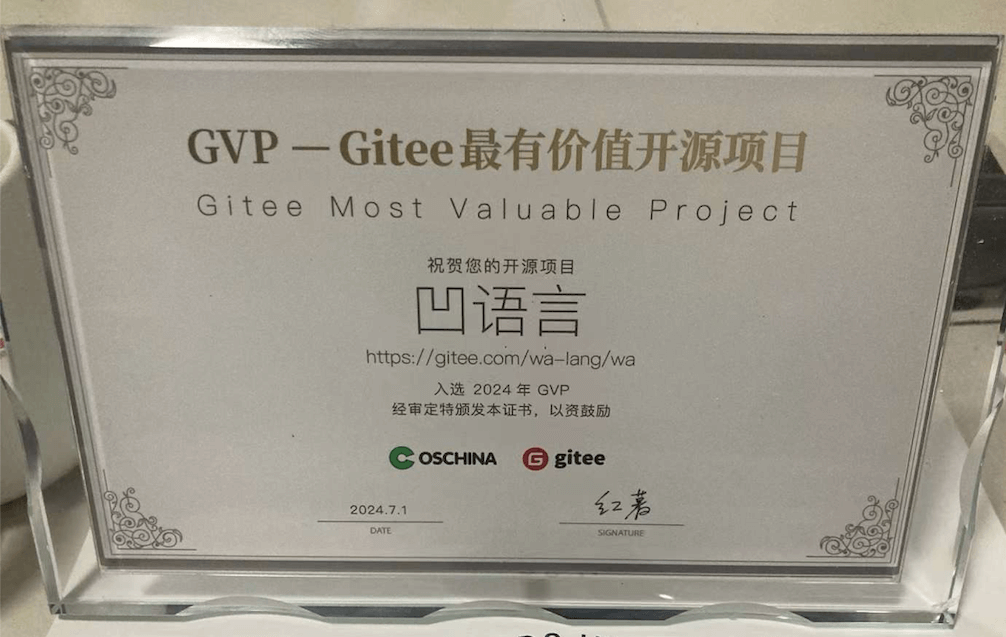 GVP — Gitee最有价值开源项目
Gitee Most Valuable Project
祝贺您的开源项目
凹语言
https://gitee.com/wa-lang/wa
入选 2024 年 GVP
经审定特颁发本证书，以资鼓励
OSCHINA gitee
2024.7.1 红薯
DATE SIGNATURE